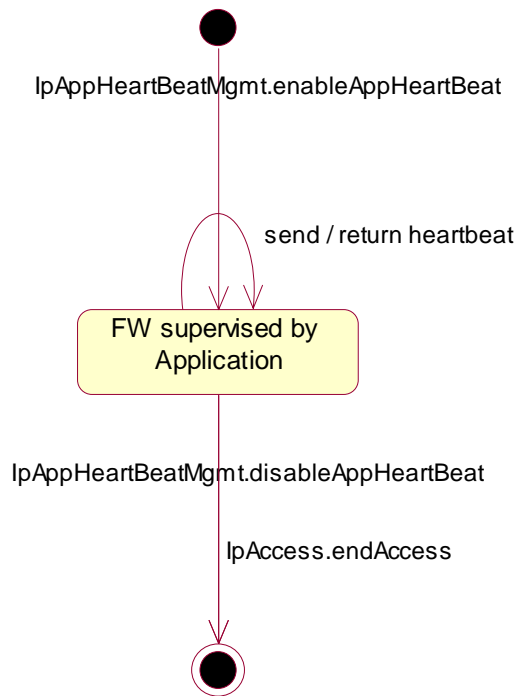 IpAppHeartBeatMgmt.enableAppHeartBeat
send / return heartbeat
FW supervised by
Application
IpAppHeartBeatMgmt.disableAppHeartBeat
IpAccess.endAccess